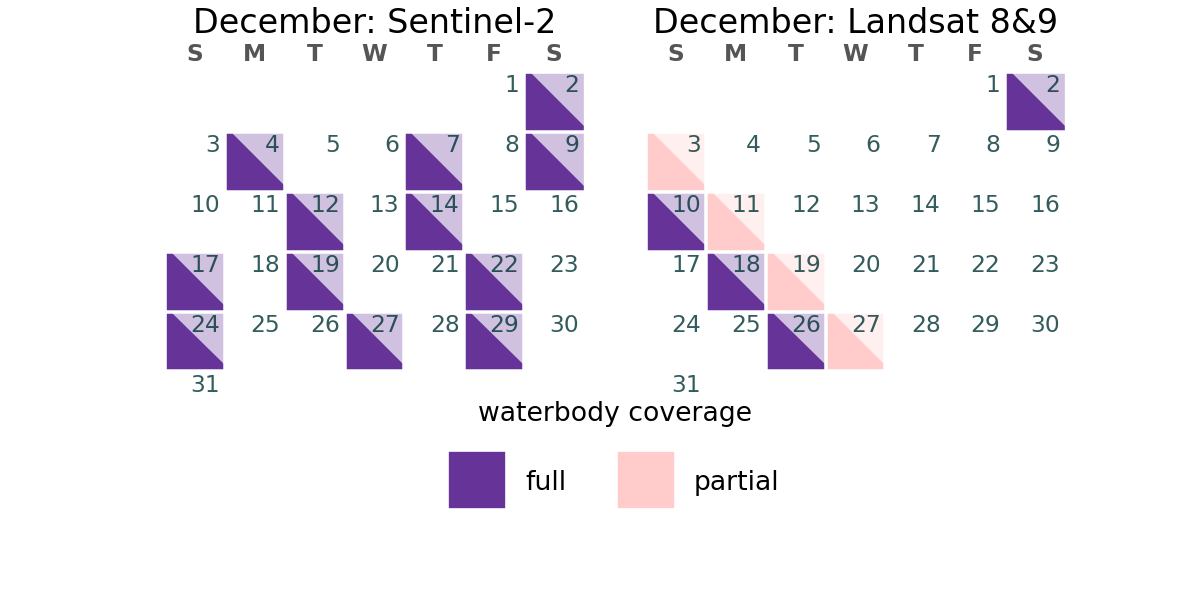 December: Sentinel-2
S M T W T F S
1 2
3 4 5 6 7 8 9
10 11 12 13 14 15 16
17 18 19 20 21 22 23
24 25 26 27 28 29 30
31
December: Landsat 8&9
S M T W T F S
1 2
3 4 5 6 7 8 9
10 11 12 13 14 15 16
17 18 19 20 21 22 23
24 25 26 27 28 29 30
31
waterbody coverage
full partial